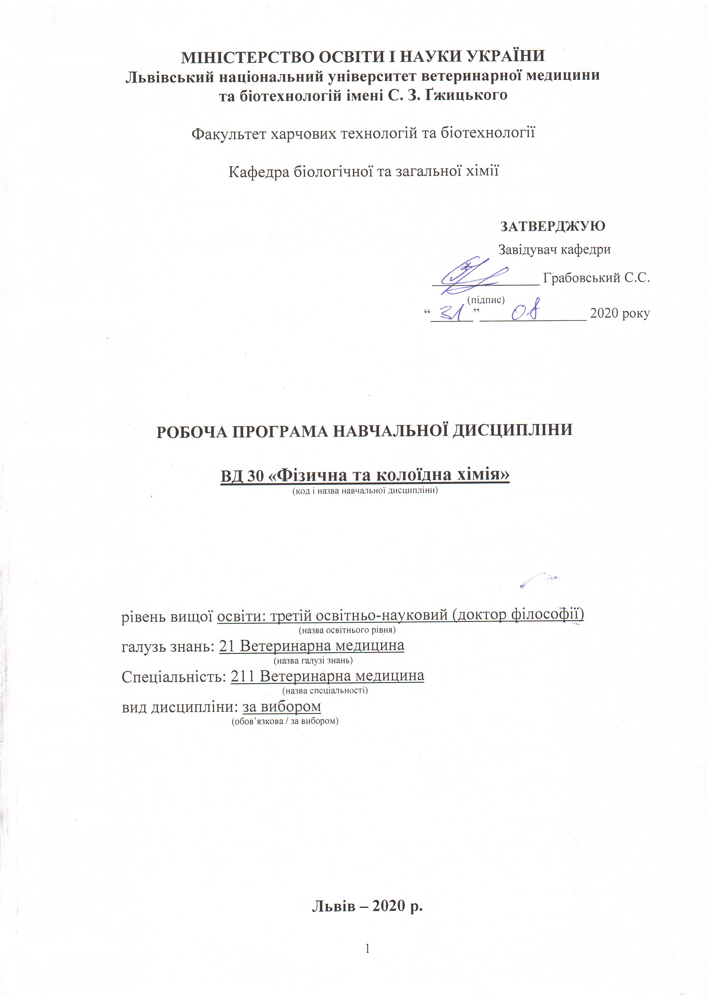 МІНІСТЕРСТВО ОСВІТИ І НАУКИ УКРАЇНИ
Львівський національний університет ветеринарної медицини
та біотехнологій імені С. З. Ґжицького
Факультет харчових технологій та біотехнології
Кафедра біологічної та загальної хімії
ЗАТВЕРДЖУЮ
Завідувач кафедри
Грабовський С.С.
(підпис)
“ 31 ” 08 2020 року
РОБОЧА ПРОГРАМА НАВЧАЛЬНОЇ ДИСЦИПЛІНИ
ВД 30 «Фізична та колоїдна хімія»
(код і назва навчальної дисципліни)
рівень вищої освіти: третій освітньо-науковий (доктор філософії)
(назва освітнього рівня)
галузь знань: 21 Ветеринарна медицина
(назва галузі знань)
Спеціальність: 211 Ветеринарна медицина
(назва спеціальності)
вид дисципліни: за вибором
(обов’язкова / за вибором)
Львів – 2020 р.
1